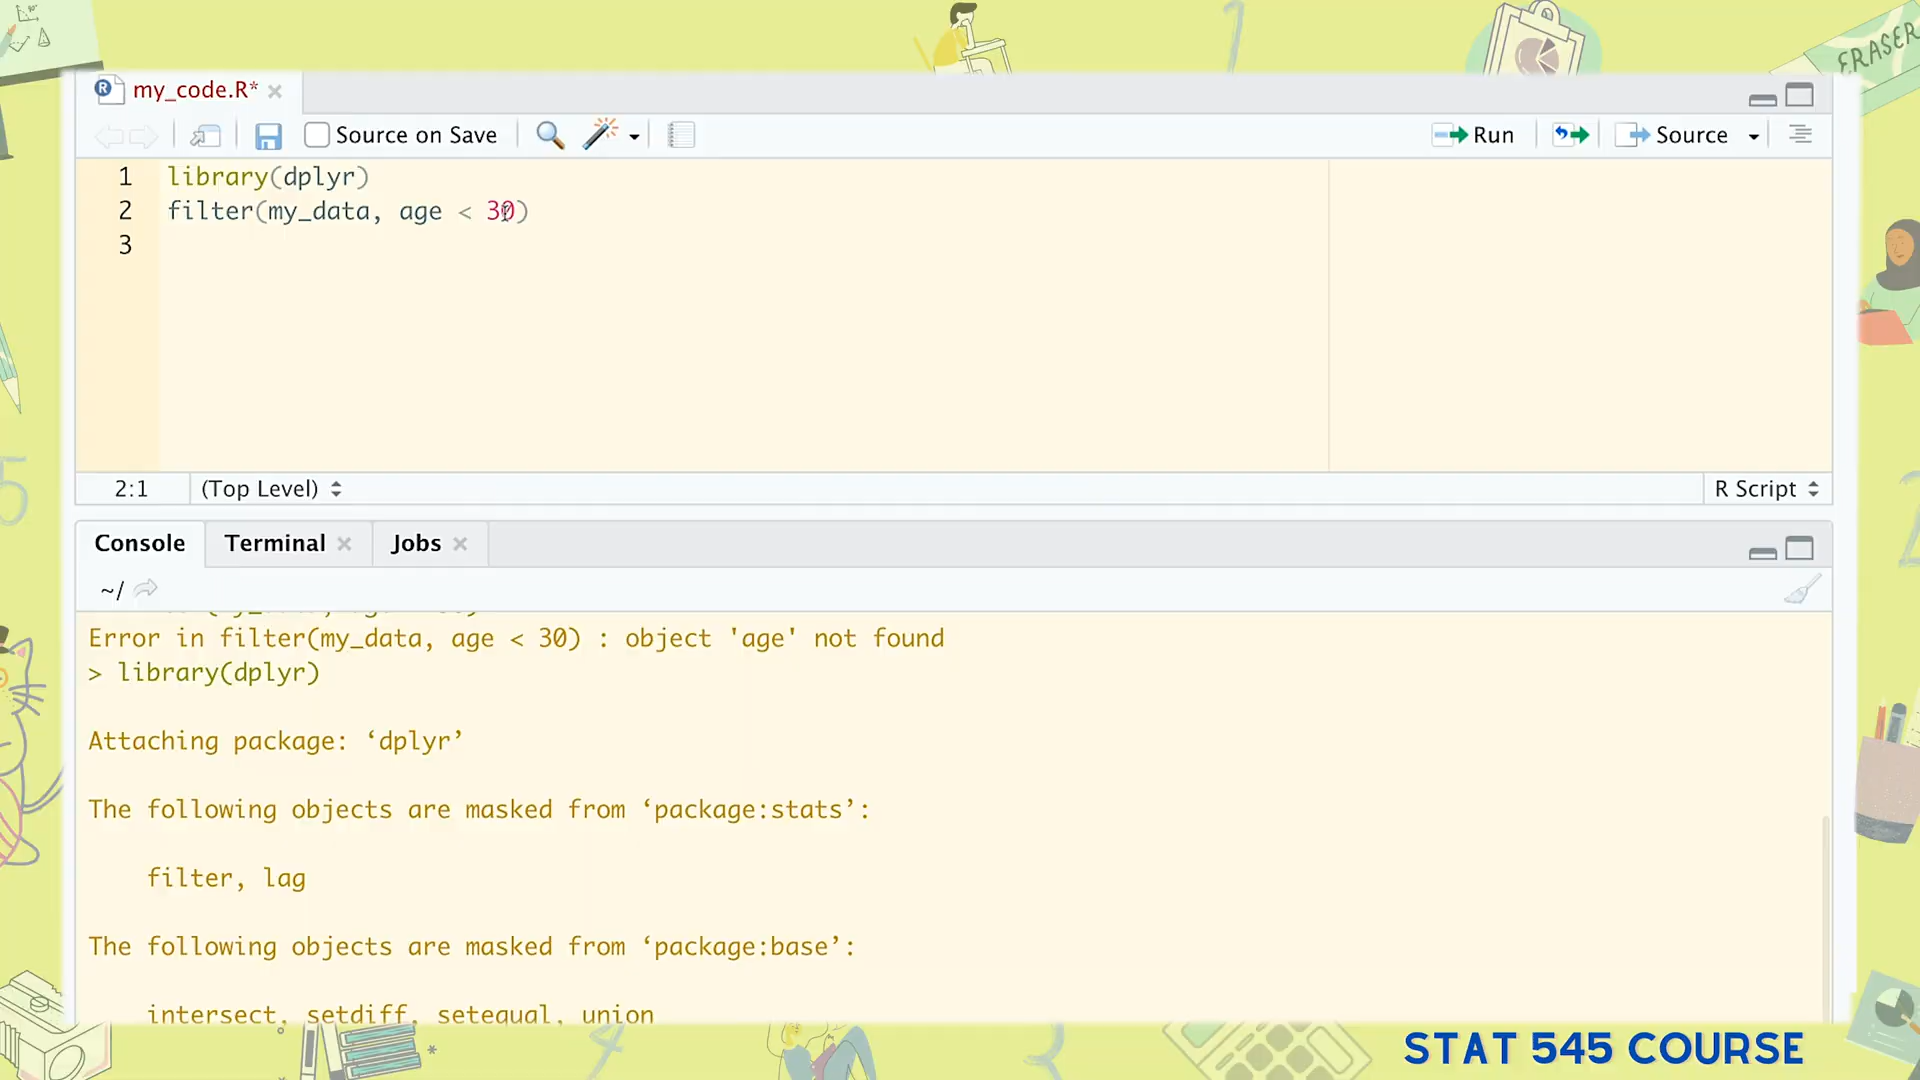 ERASER
my_code.R*
Source on Save
Run
Source
1 library(dplyr)
2 filter(my_data, age < 30)
3
2:1
(Top Level)
R Script
Console
Terminal
Jobs
~/
Error in filter(my_data, age < 30) : object 'age' not found
> library(dplyr)
Attaching package: ‘dplyr’
The following objects are masked from ‘package:stats’:
filter, lag
The following objects are masked from ‘package:base’:
intersect, setdiff, setequal, union
STAT 545 COURSE